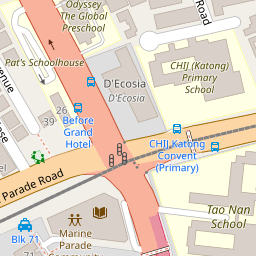 Odyssey
The Global
Preschool
Road
Pat's Schoolhouse
D'Ecosia
D'Ecosia
CHIJ (Katong)
Primary
School
26
39
Before
Grand
Hotel
CHIJ Katong
Convent
(Primary)
Parade Road
Tao Nan
School
Blk 71
Marine
Parade
Community